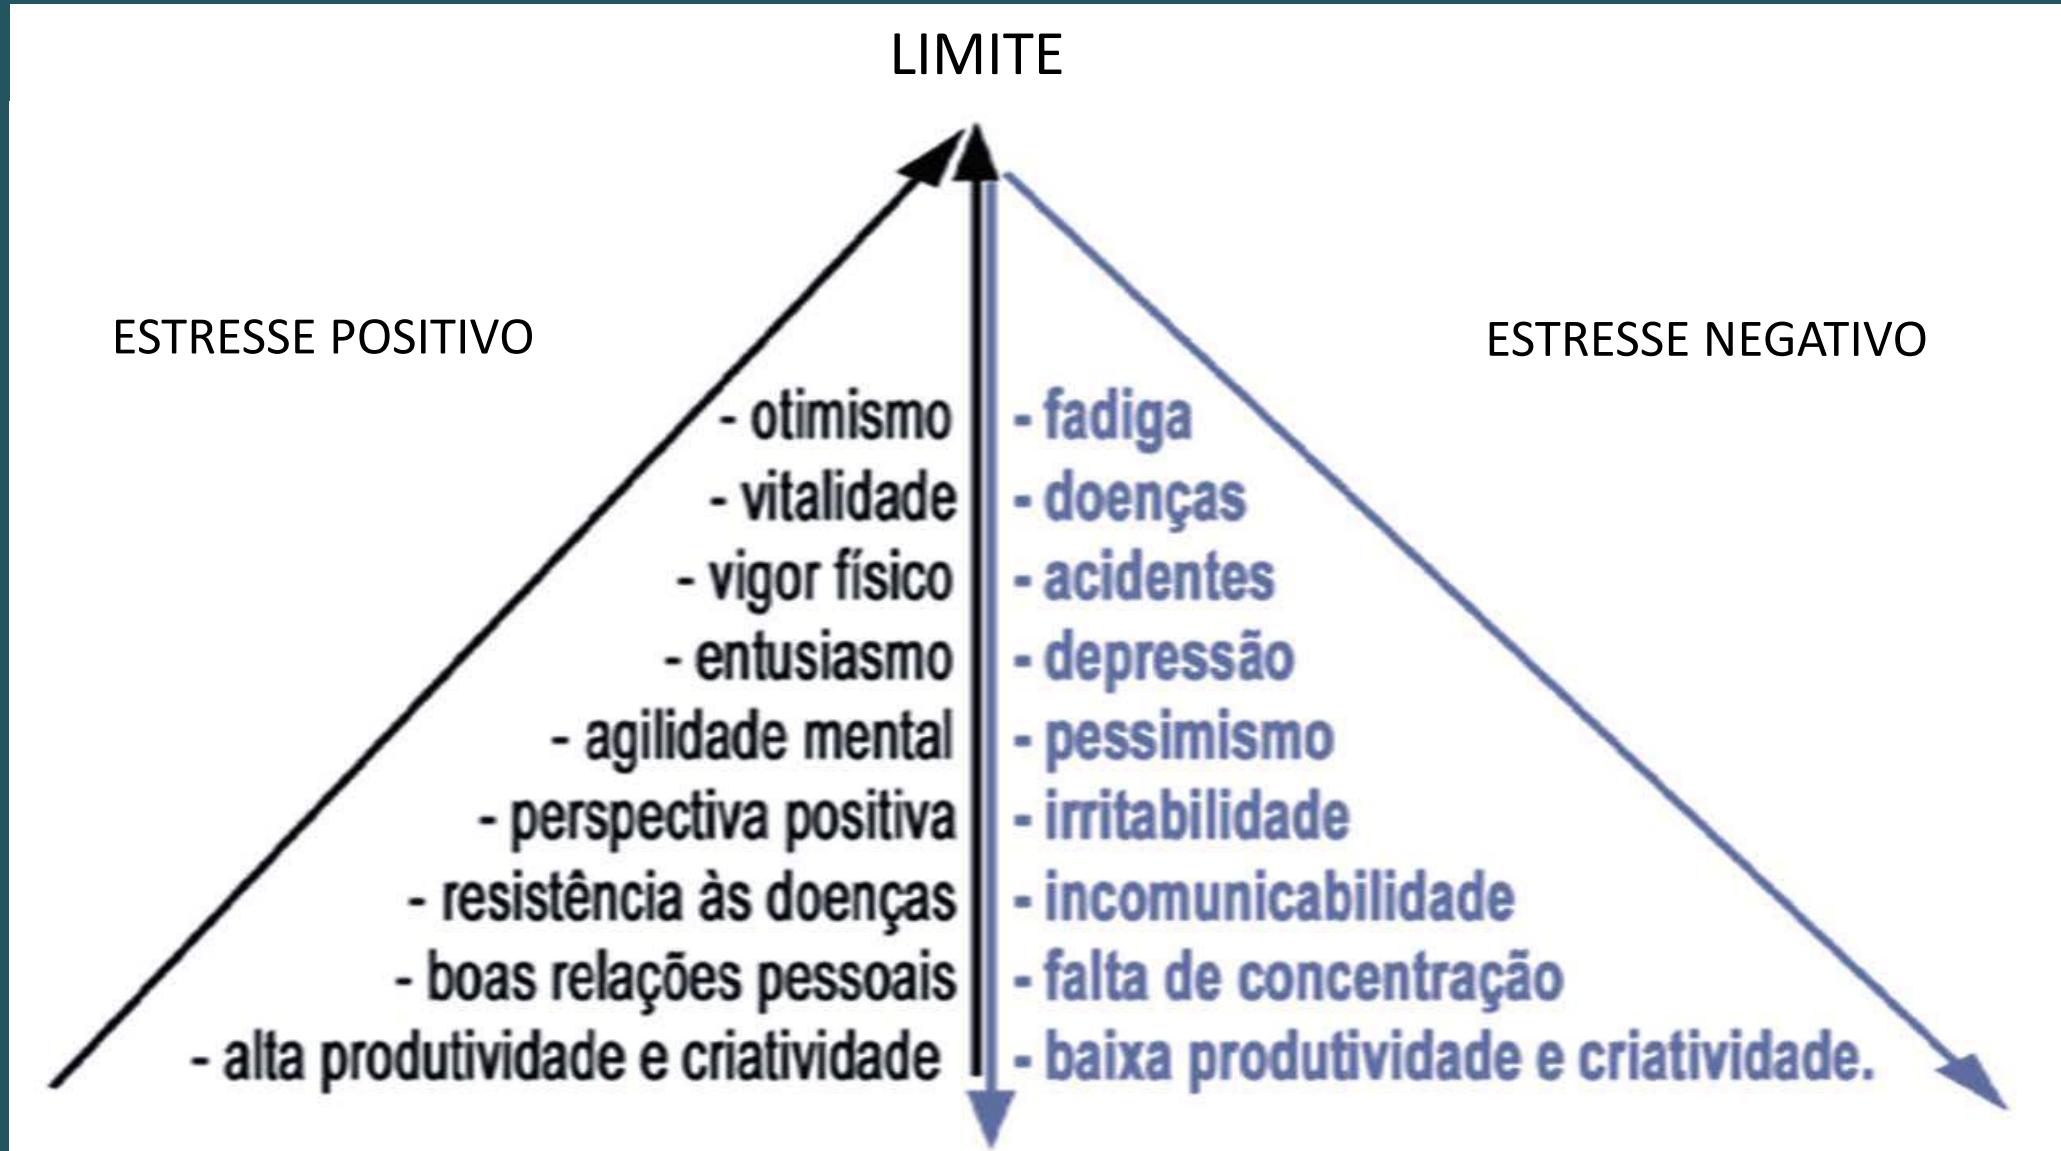 LIMITE
ESTRESSE POSITIVO
ESTRESSE NEGATIVO
- otimismo
- vitalidade
- vigor físico
- entusiasmo
- agilidade mental
- perspectiva positiva
- resistência às doenças
- boas relações pessoais
- alta produtividade e criatividade
- fadiga
- doenças
- acidentes
- depressão
- pessimismo
- irritabilidade
- incomunicabilidade
- falta de concentração
- baixa produtividade e criatividade.